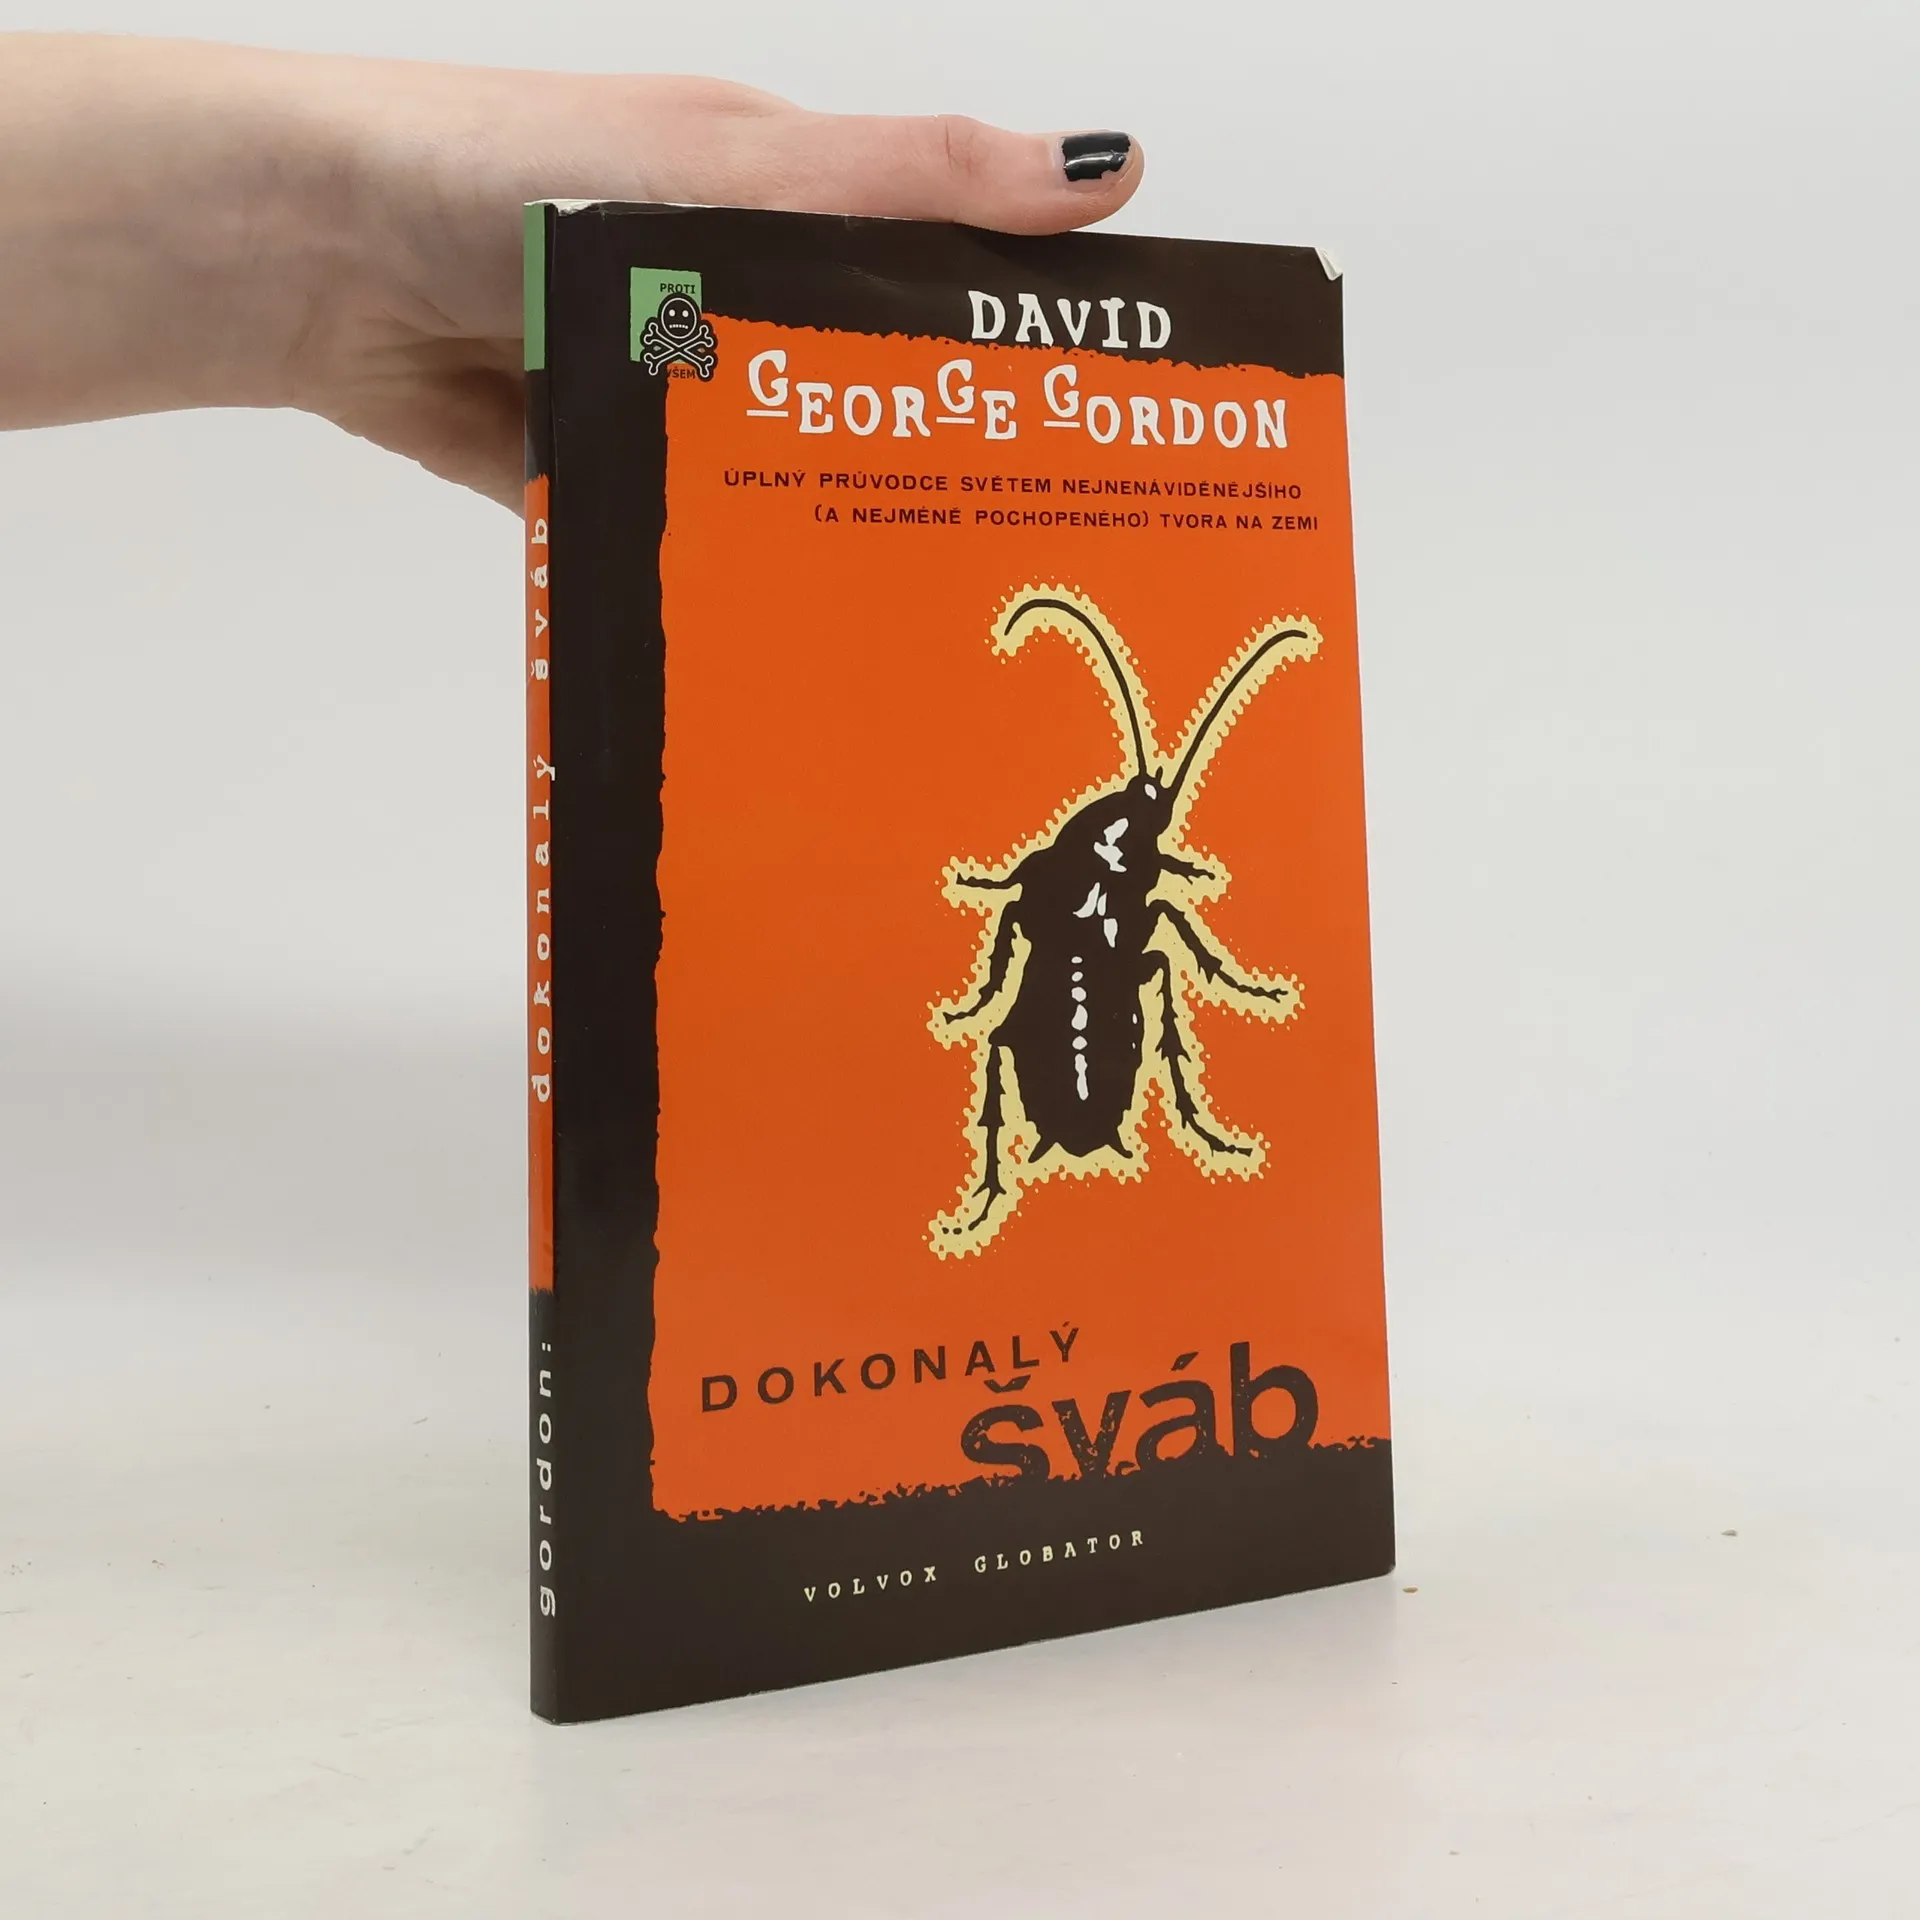 PROTI
VŠEM
DAVID
GEORGE GORDON
ÚPLNÝ PRŮVODCE SVĚTEM NEJNENÁVIDĚNĚJŠÍHO
(A NEJMÉNĚ POCHOPENÉHO) TVORA NA ZEMI
DOKONALÝ
šváb
VOLVOX GLOBATOR
gordon: dokonalý šváb